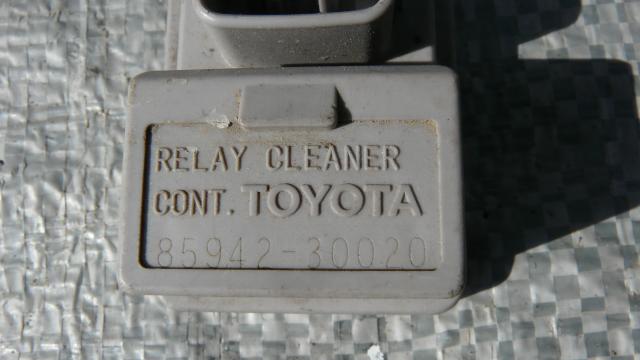 RELAY CLEANER
CONT. TOYOTA
85942-30020